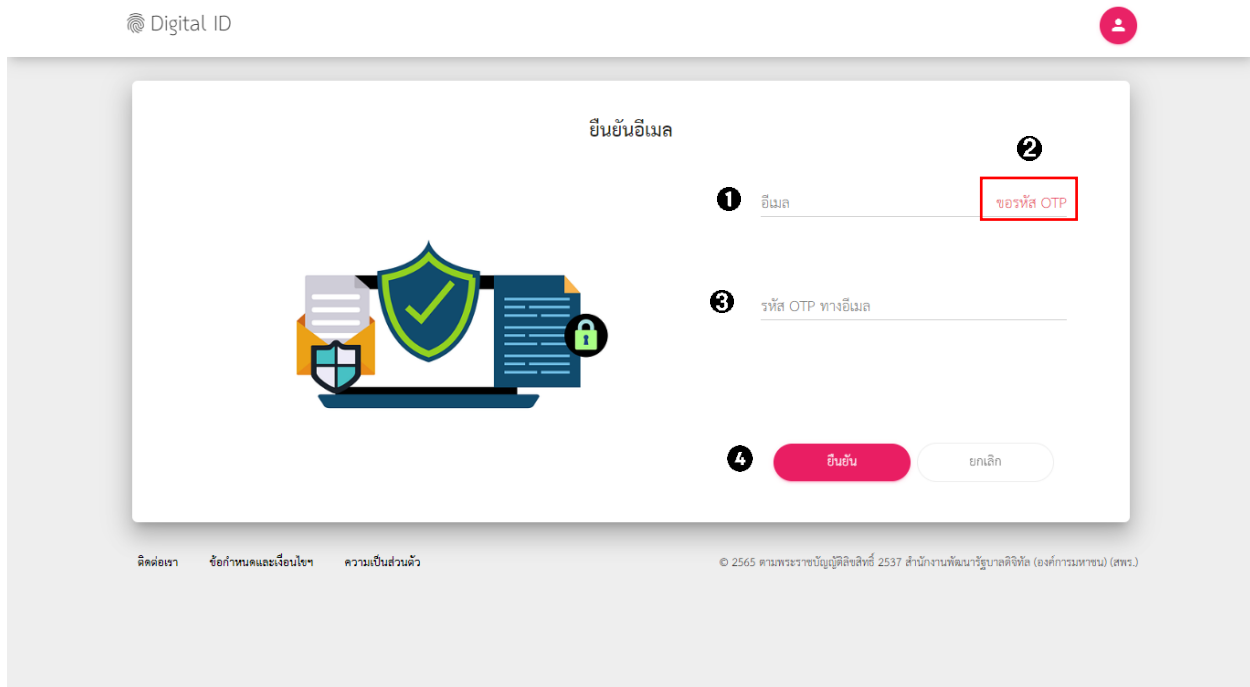 Digital ID
ยืนยันอีเมล
❷
❶ อีเมล ขอรหัส OTP
❸ รหัส OTP ทางอีเมล
❹ ยืนยัน ยกเลิก
ติดต่อเรา ข้อกำหนดและเงื่อนไขฯ ความเป็นส่วนตัว © 2565 ตามพระราชบัญญัติลิขสิทธิ์ 2537 สำนักงานพัฒนารัฐบาลดิจิทัล (องค์การมหาชน) (สพร.)